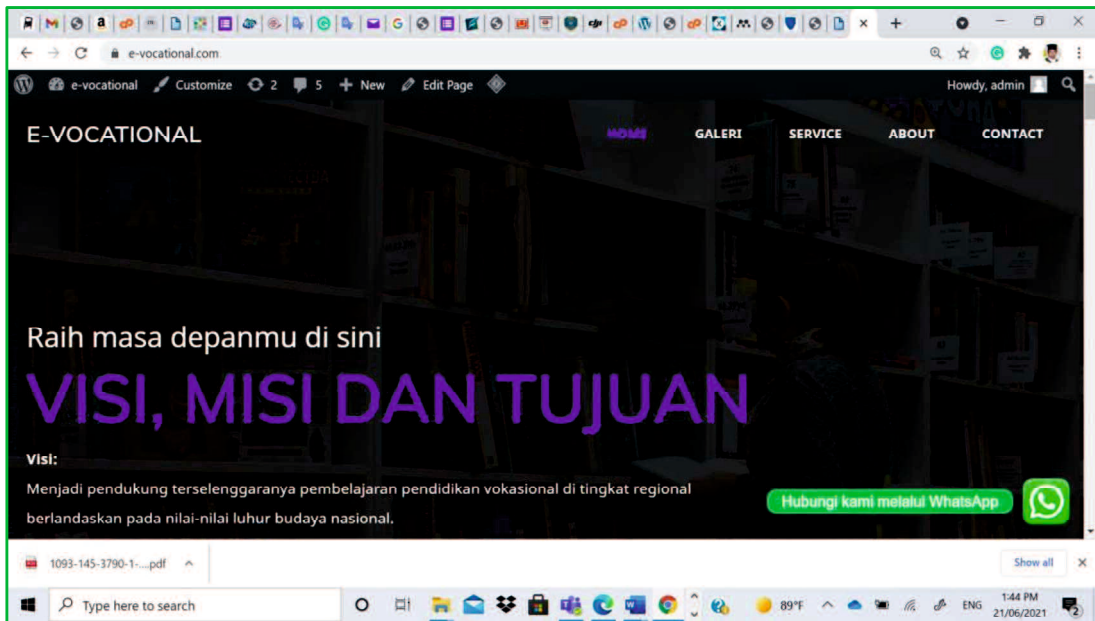 e-vocational.com
e-vocational Customize 2 5 New Edit Page Howdy, admin
E-VOCATIONAL HOME GALERI SERVICE ABOUT CONTACT
Raih masa depanmu di sini
VISI, MISI DAN TUJUAN
Visi:
Menjadi pendukung terselenggaranya pembelajaran pendidikan vokasional di tingkat regional
berlandaskan pada nilai-nilai luhur budaya nasional.
Hubungi kami melalui WhatsApp
1093-145-3790-1-....pdf Show all
Type here to search 89°F ENG 1:44 PM
21/06/2021 2